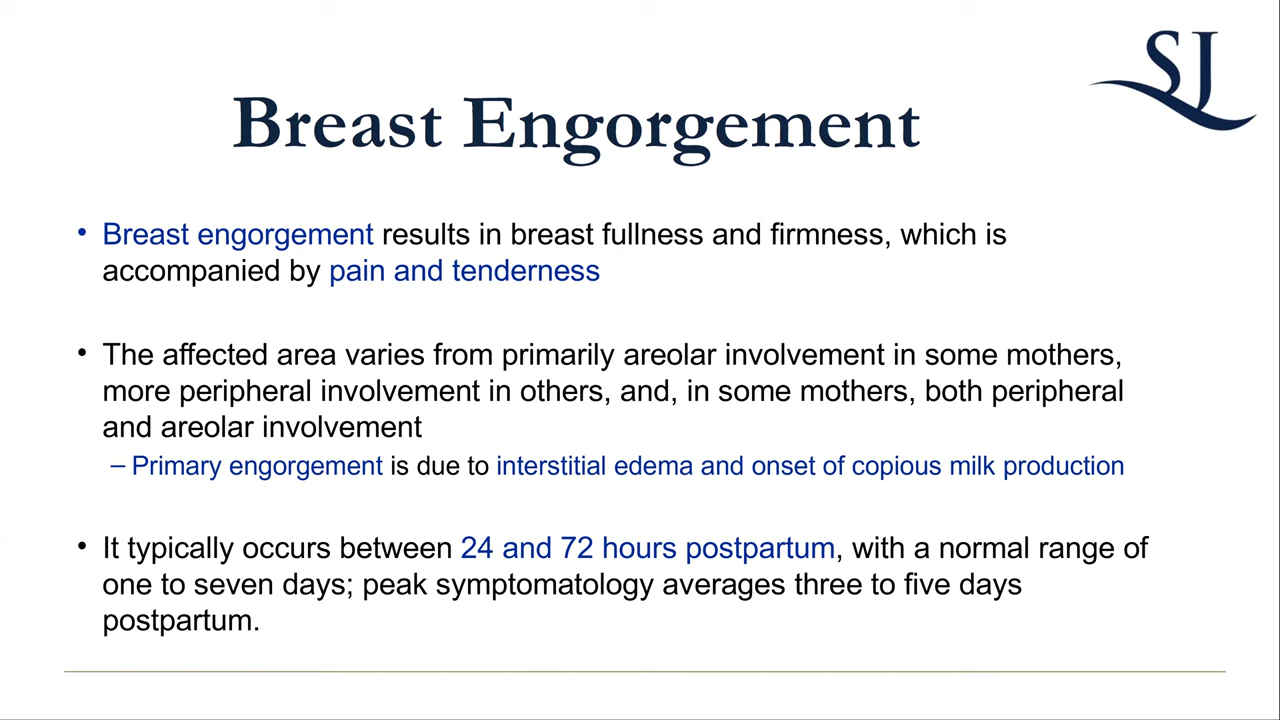 SJ
Breast Engorgement
• Breast engorgement results in breast fullness and firmness, which is
accompanied by pain and tenderness
• The affected area varies from primarily areolar involvement in some mothers,
more peripheral involvement in others, and, in some mothers, both peripheral
and areolar involvement
– Primary engorgement is due to interstitial edema and onset of copious milk production
• It typically occurs between 24 and 72 hours postpartum, with a normal range of
one to seven days; peak symptomatology averages three to five days
postpartum.